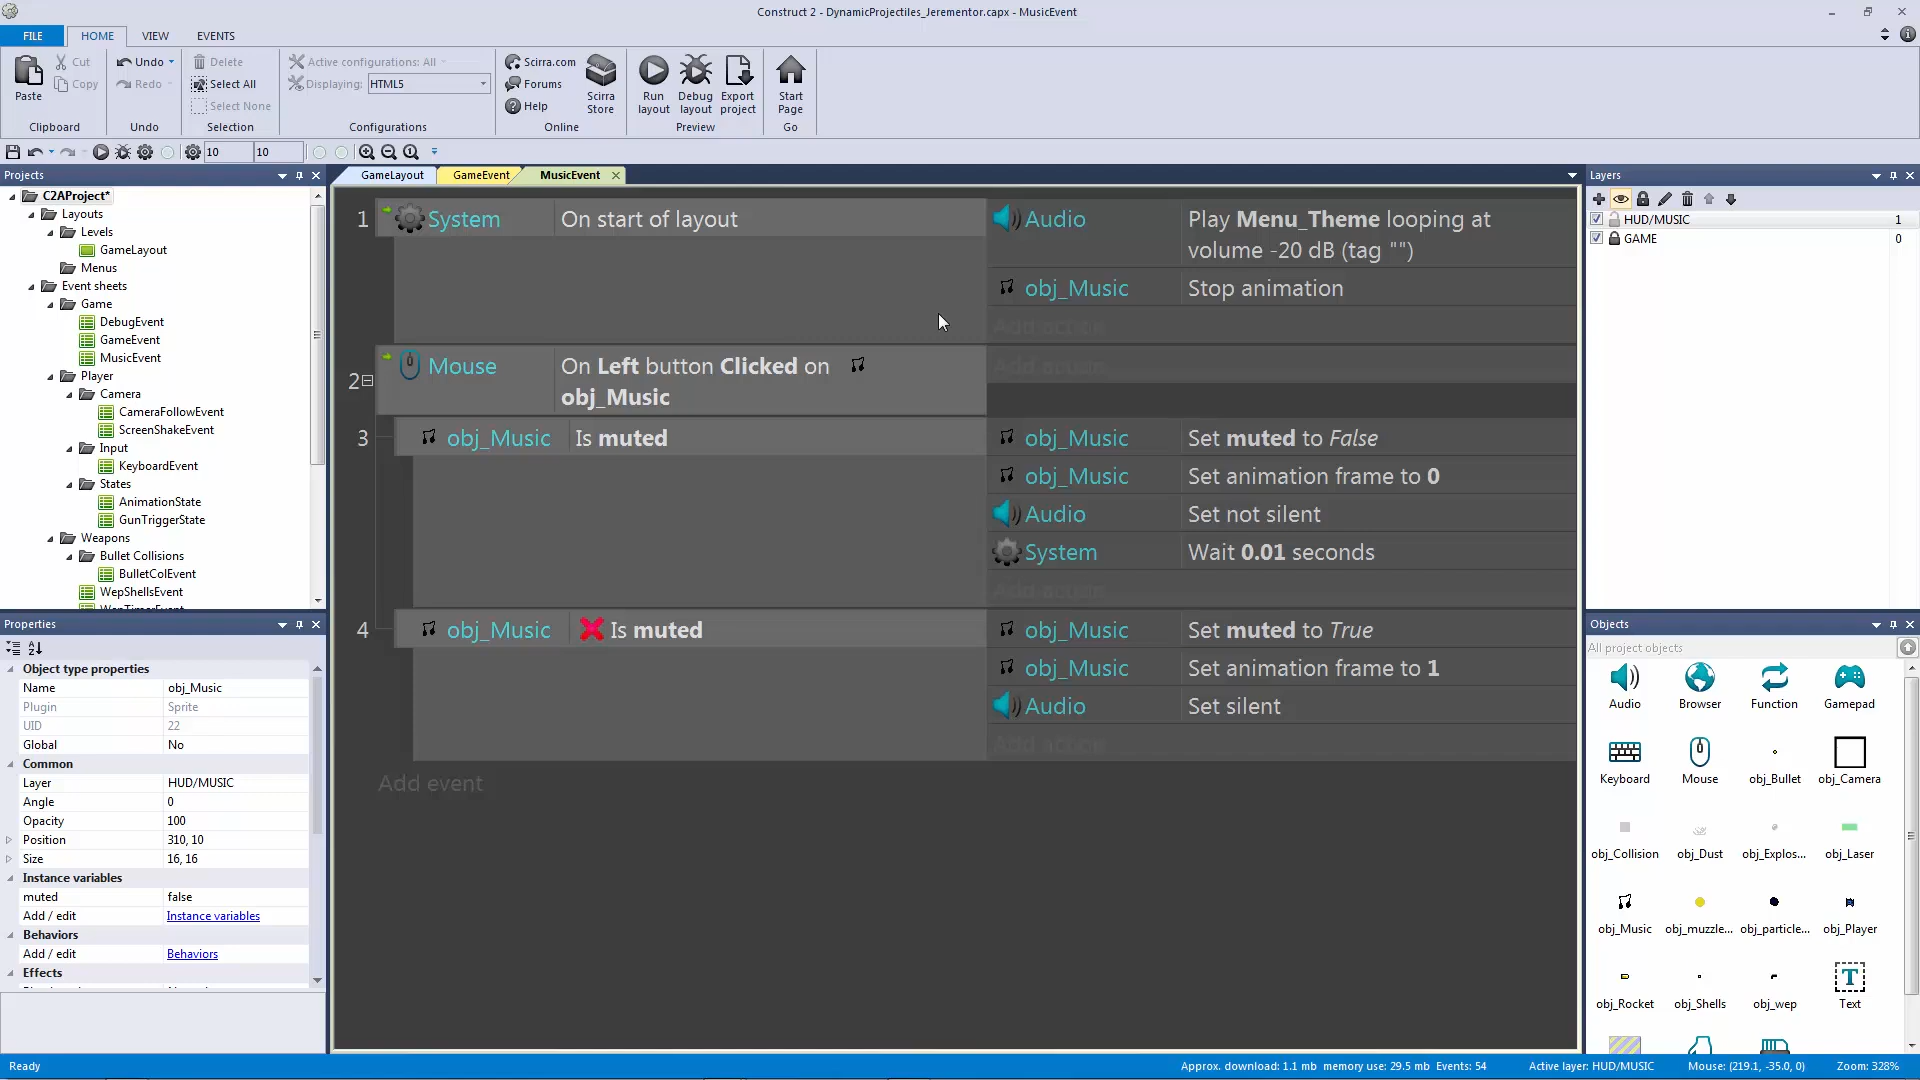 Construct 2 - DynamicProjectiles_Jerementor.capx - MusicEvent
FILE HOME VIEW EVENTS
Paste
Cut
Copy
Clipboard
Undo
Redo
Undo
Delete
Select All
Select None
Selection
Active configurations: All
Displaying: HTML5
Configurations
Scirra.com
Forums
Help
Scirra
Store
Online
Run
layout
Debug
layout
Export
project
Preview
Start
Page
Go
10 10
Projects
C2AProject*
Layouts
Levels
GameLayout
Menus
Event sheets
Game
DebugEvent
GameEvent
MusicEvent
Player
Camera
CameraFollowEvent
ScreenShakeEvent
Input
KeyboardEvent
States
AnimationState
GunTriggerState
Weapons
Bullet Collisions
BulletColEvent
WepShellsEvent
WepTimerEvent
Properties
Object type properties
Name obj_Music
Plugin Sprite
UID 22
Global No
Common
Layer HUD/MUSIC
Angle 0
Opacity 100
Position 310, 10
Size 16, 16
Instance variables
muted false
Add / edit Instance variables
Behaviors
Add / edit Behaviors
Effects
GameLayout GameEvent MusicEvent
1 System On start of layout
Audio Play Menu_Theme looping at
volume -20 dB (tag "")
obj_Music Stop animation
Add action
2 Mouse On Left button Clicked on
obj_Music
Add action
3 obj_Music Is muted
obj_Music Set muted to False
obj_Music Set animation frame to 0
Audio Set not silent
System Wait 0.01 seconds
Add action
4 obj_Music Is muted
obj_Music Set muted to True
obj_Music Set animation frame to 1
Audio Set silent
Add action
Add event
Layers
HUD/MUSIC 1
GAME 0
Objects
All project objects
Audio Browser Function Gamepad
Keyboard Mouse obj_Bullet obj_Camera
obj_Collision obj_Dust obj_Explos... obj_Laser
obj_Music obj_muzzle... obj_particle... obj_Player
T
obj_Rocket obj_Shells obj_wep Text
Ready
Approx. download: 1.1 mb memory use: 29.5 mb Events: 54 Active layer: HUD/MUSIC Mouse: (219.1, -35.0, 0) Zoom: 328%